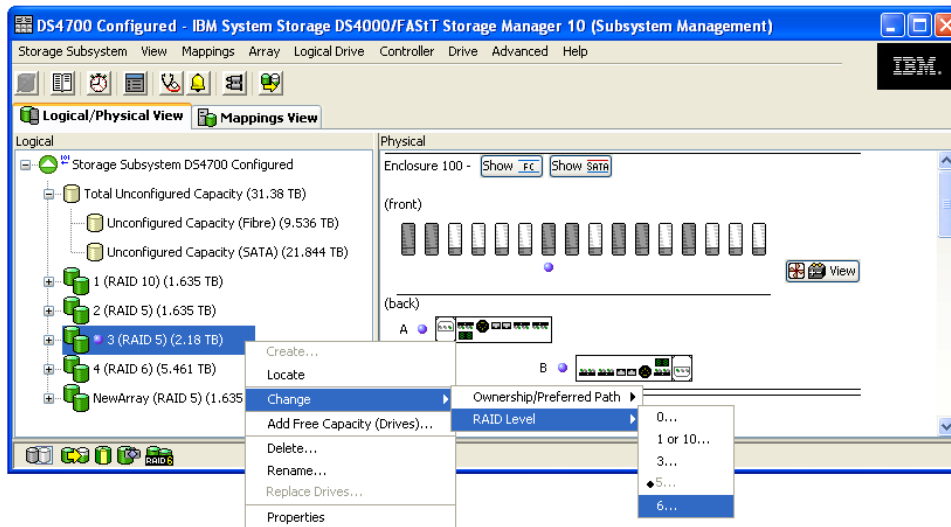 DS4700 Configured - IBM System Storage DS4000/FAStT Storage Manager 10 (Subsystem Management)
Storage Subsystem View Mappings Array Logical Drive Controller Drive Advanced Help
IBM.
Logical/Physical View Mappings View
Logical
Storage Subsystem DS4700 Configured
Total Unconfigured Capacity (31.38 TB)
Unconfigured Capacity (Fibre) (9.536 TB)
Unconfigured Capacity (SATA) (21.844 TB)
1 (RAID 10) (1.635 TB)
2 (RAID 5) (1.635 TB)
3 (RAID 5) (2.18 TB)
4 (RAID 6) (5.461 TB)
NewArray (RAID 5) (1.635
Physical
Enclosure 100 - Show FC Show SATA
(front)
View
(back)
A
B
Create...
Locate
Change
Add Free Capacity (Drives)...
Delete...
Rename...
Replace Drives...
Properties
Ownership/Preferred Path
RAID Level
0...
1 or 10...
3...
5...
6...
RAID 6